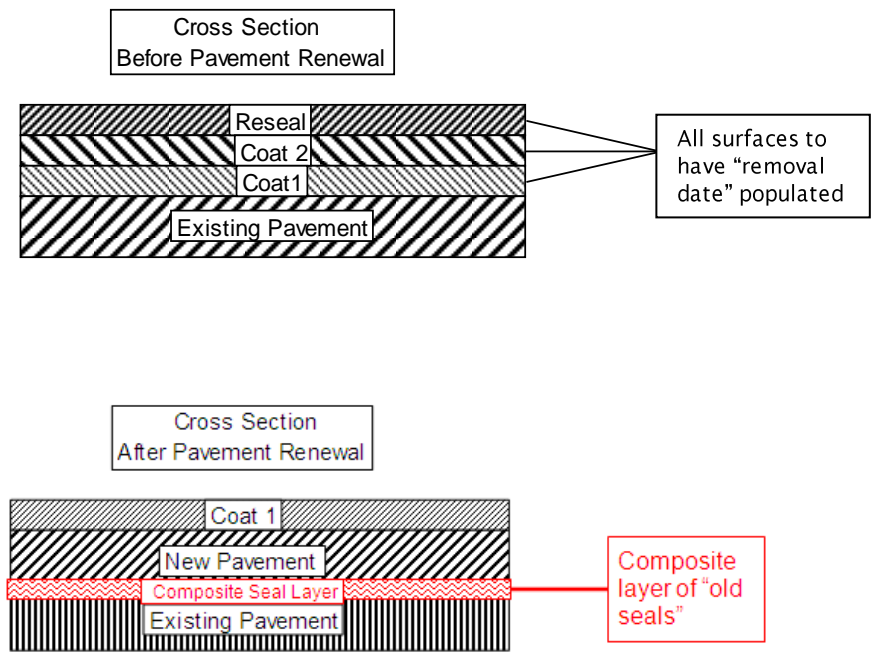 Cross Section
Before Pavement Renewal
Reseal
Coat 2
Coat1
Existing Pavement
All surfaces to
have “removal
date” populated
Cross Section
After Pavement Renewal
Coat 1
New Pavement
Composite Seal Layer
Existing Pavement
Composite
layer of “old
seals”